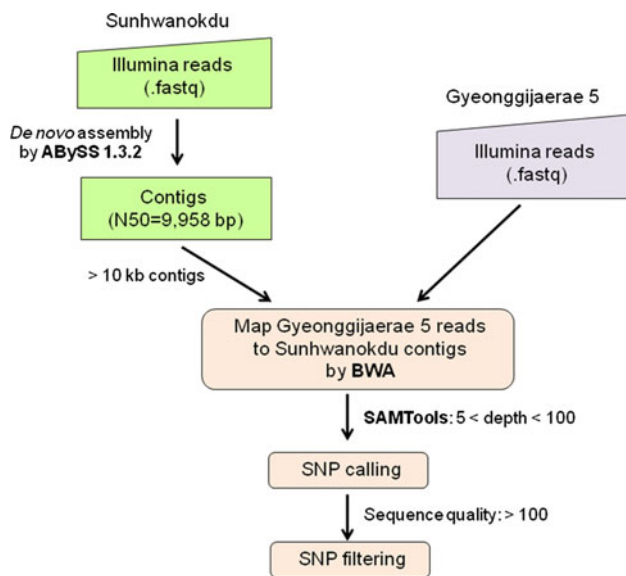 Sunhwanokdu
Illumina reads
(.fastq)
De novo assembly
by ABySS 1.3.2
Contigs
(N50=9,958 bp)
> 10 kb contigs
Gyeonggijaerae 5
Illumina reads
(.fastq)
Map Gyeonggijaerae 5 reads
to Sunhwanokdu contigs
by BWA
SAMTools: 5 < depth < 100
SNP calling
Sequence quality: > 100
SNP filtering